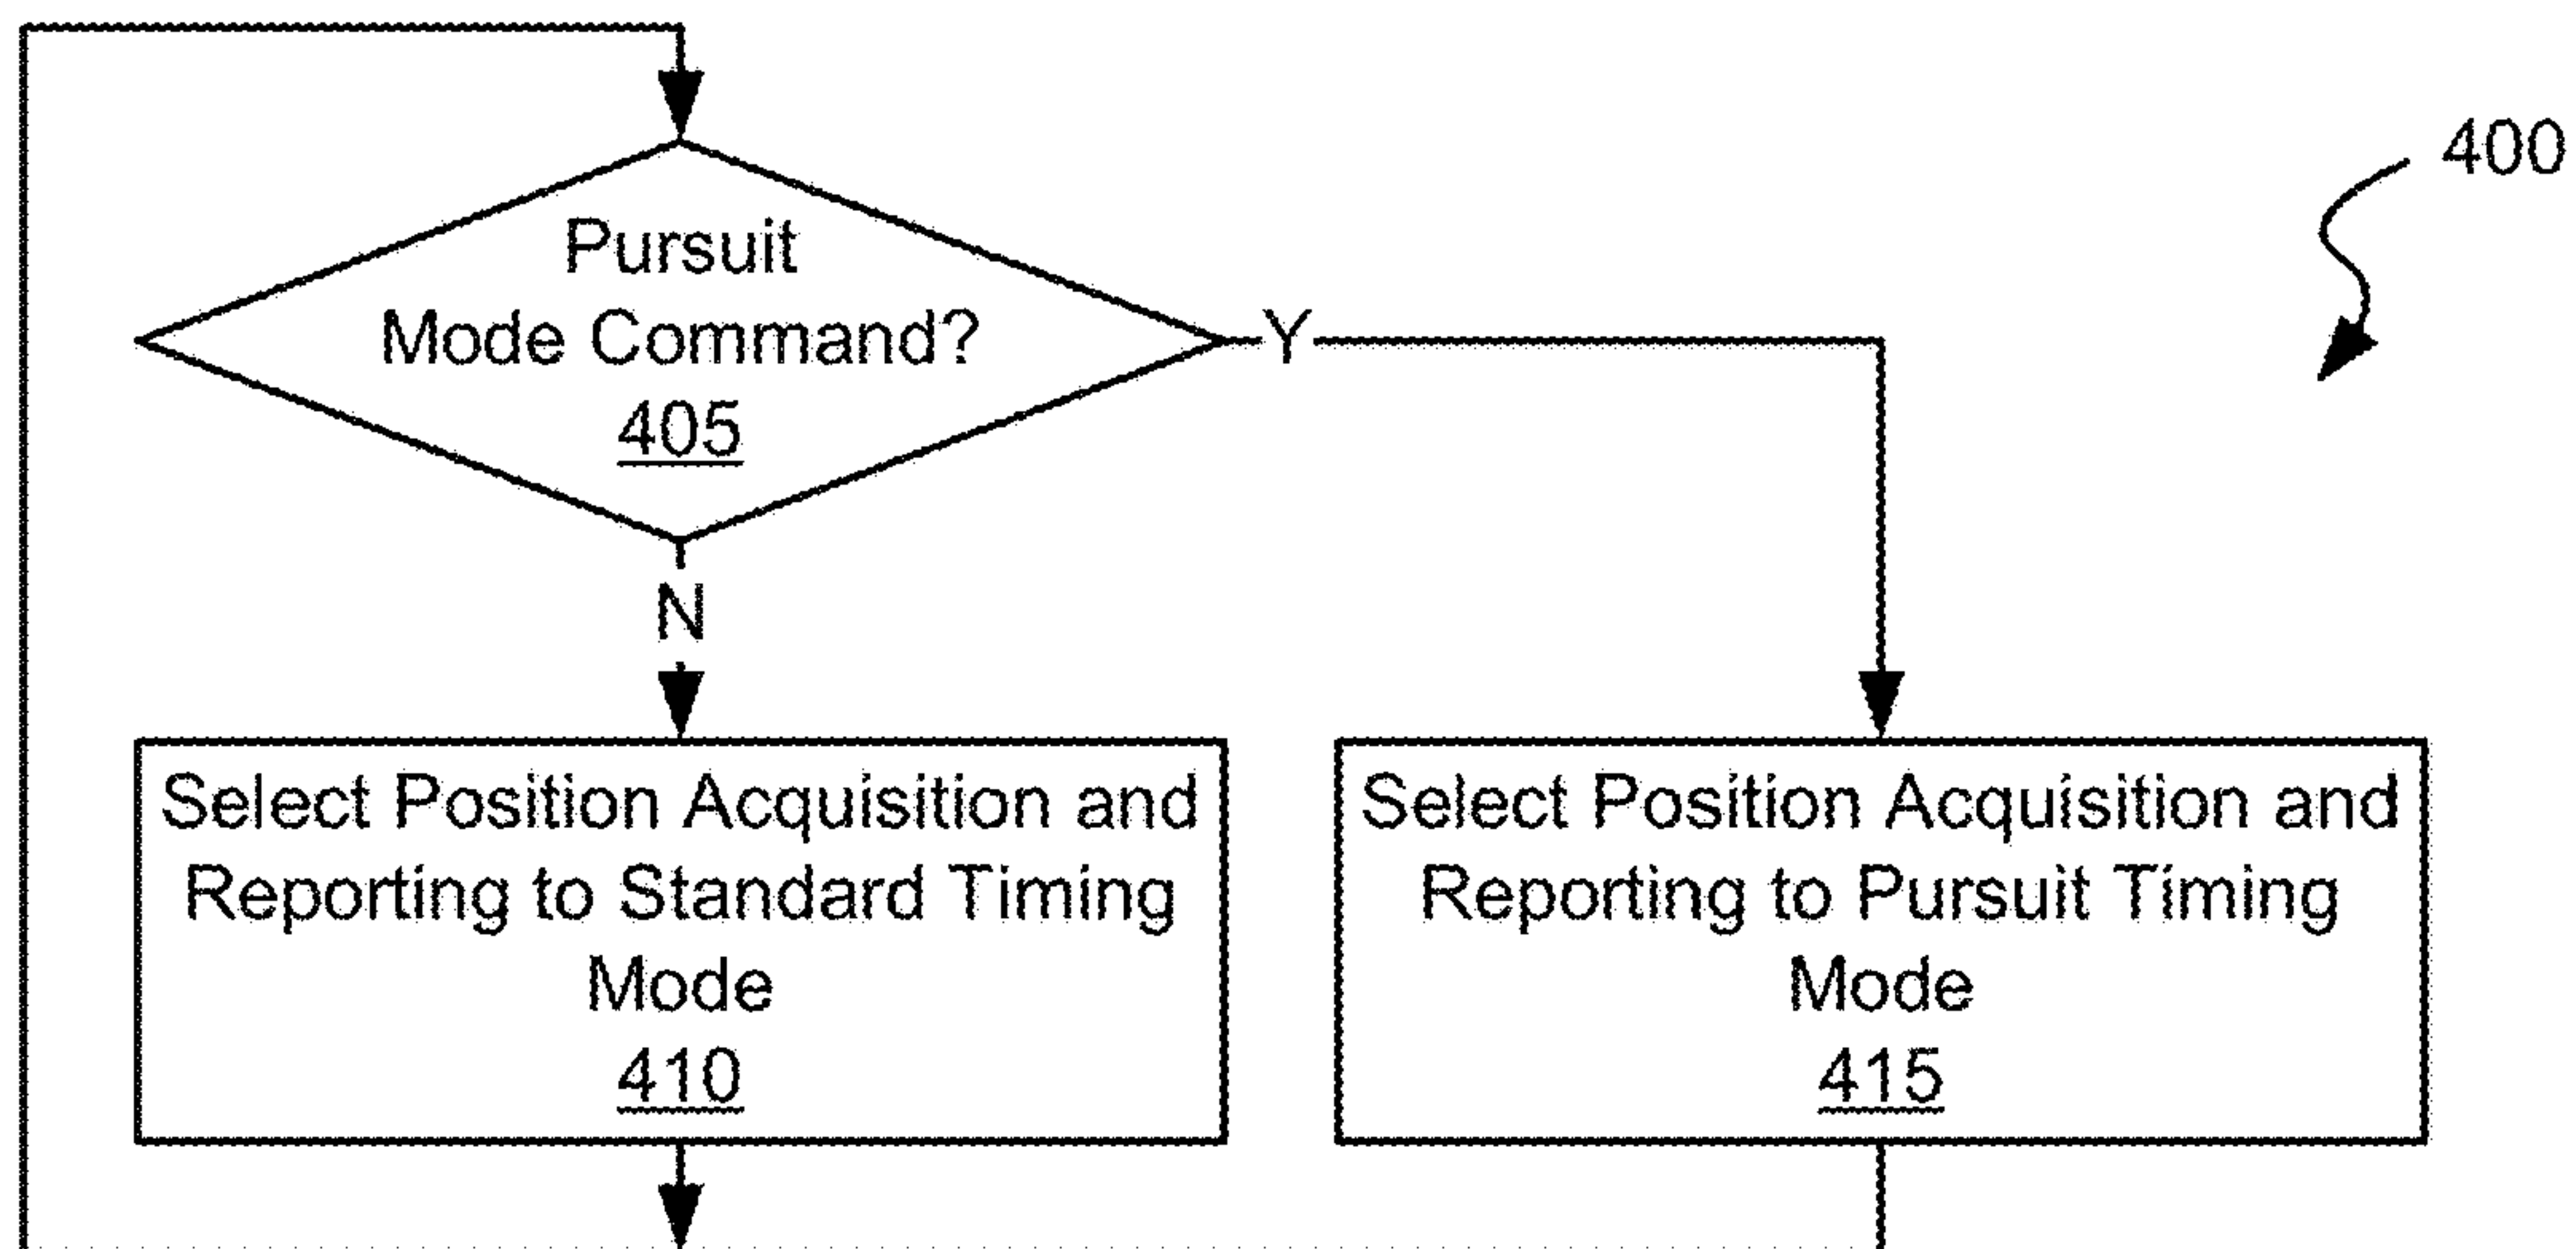 400
Pursuit
Mode Command?
405
Y
N
Select Position Acquisition and
Reporting to Standard Timing
Mode
410
Select Position Acquisition and
Reporting to Pursuit Timing
Mode
415